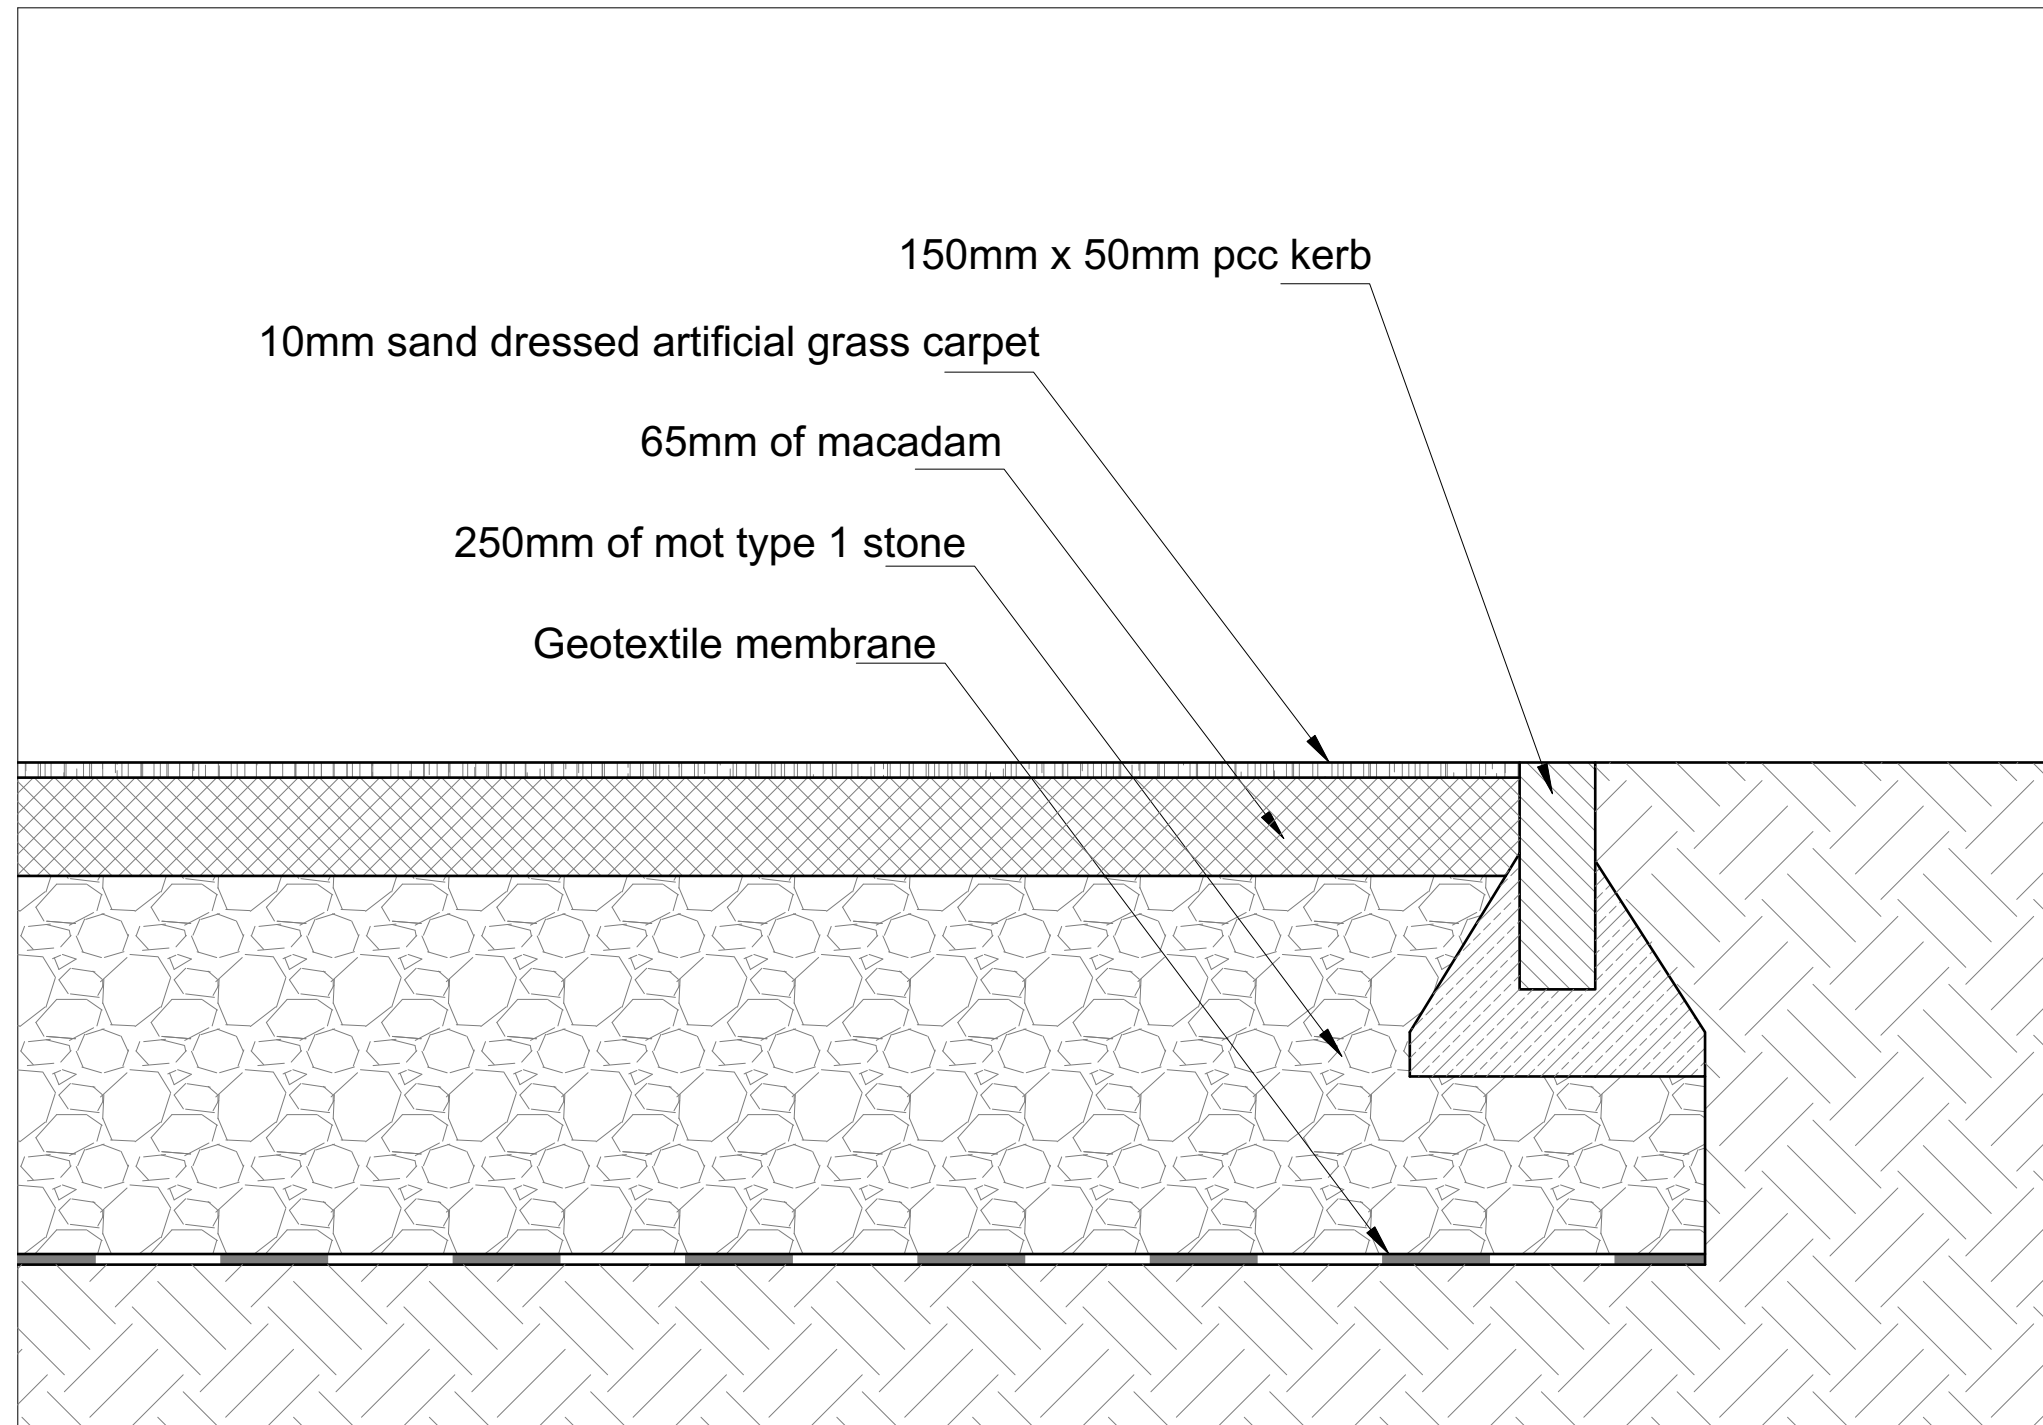 150mm x 50mm pcc kerb
10mm sand dressed artificial grass carpet
65mm of macadam
250mm of mot type 1 stone
Geotextile membrane